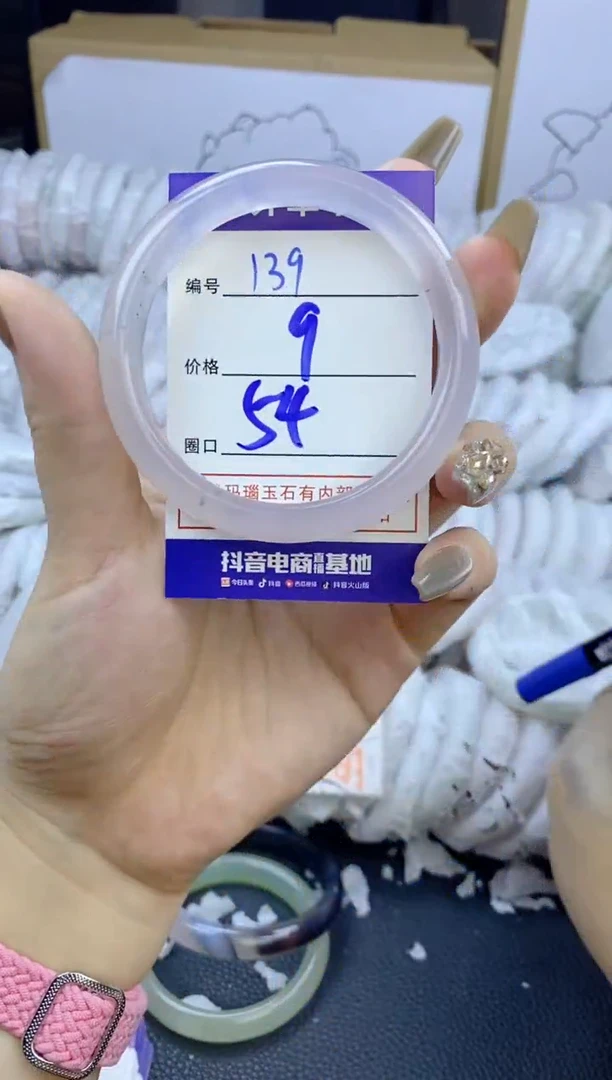 编号 139
价格 9
圈口 54
玛瑙玉石有内部
抖音电商直播基地
今日头条 抖音 西瓜视频 抖音火山版